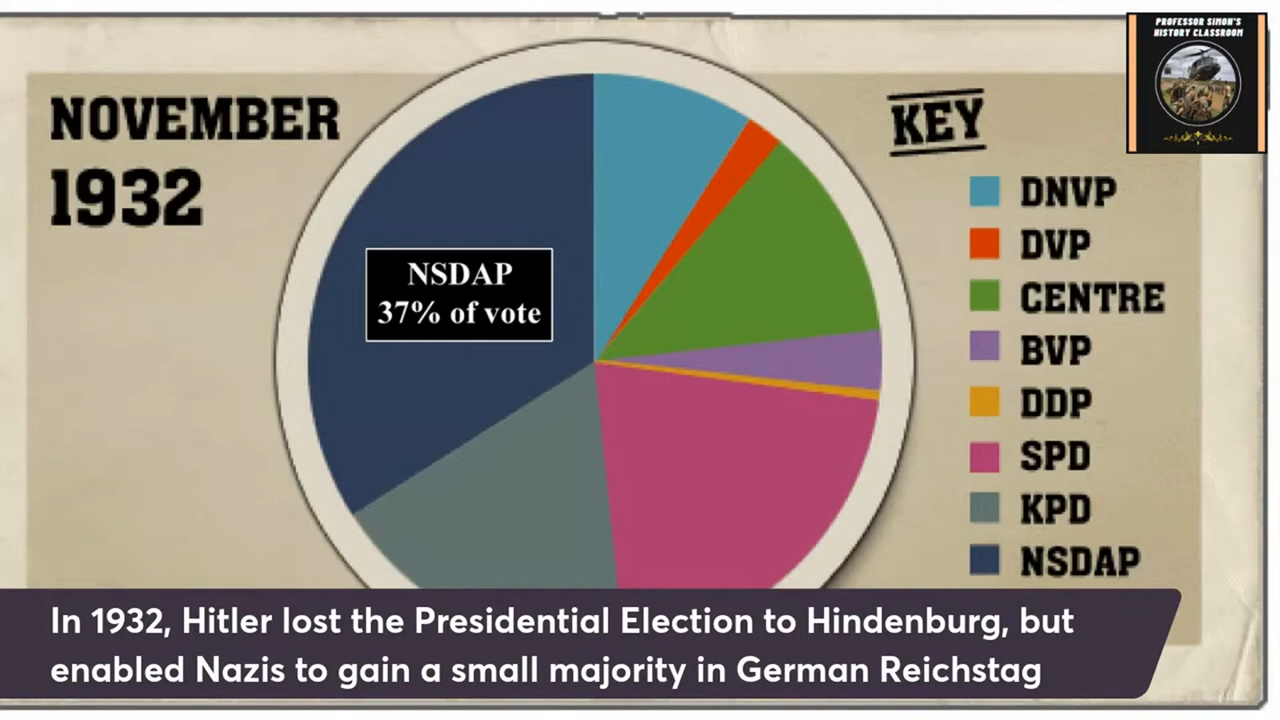 PROFESSOR SIMON'S
HISTORY CLASSROOM
NOVEMBER
1932
KEY
DNVP
DVP
CENTRE
BVP
DDP
SPD
KPD
NSDAP
NSDAP
37% of vote
In 1932, Hitler lost the Presidential Election to Hindenburg, but
enabled Nazis to gain a small majority in German Reichstag